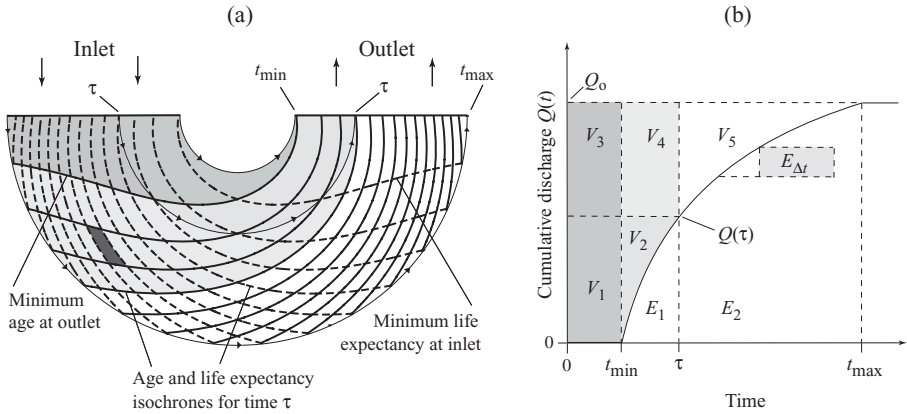 (a)
Inlet
Outlet
τ
t_min
τ
t_max
Minimum
age at outlet
Minimum life
expectancy at inlet
Age and life expectancy
isochrones for time τ
(b)
Cumulative discharge Q(t)
Q_o
V_3
V_4
V_5
E_Δt
Q(τ)
V_2
V_1
E_1
E_2
0
0
t_min
τ
t_max
Time